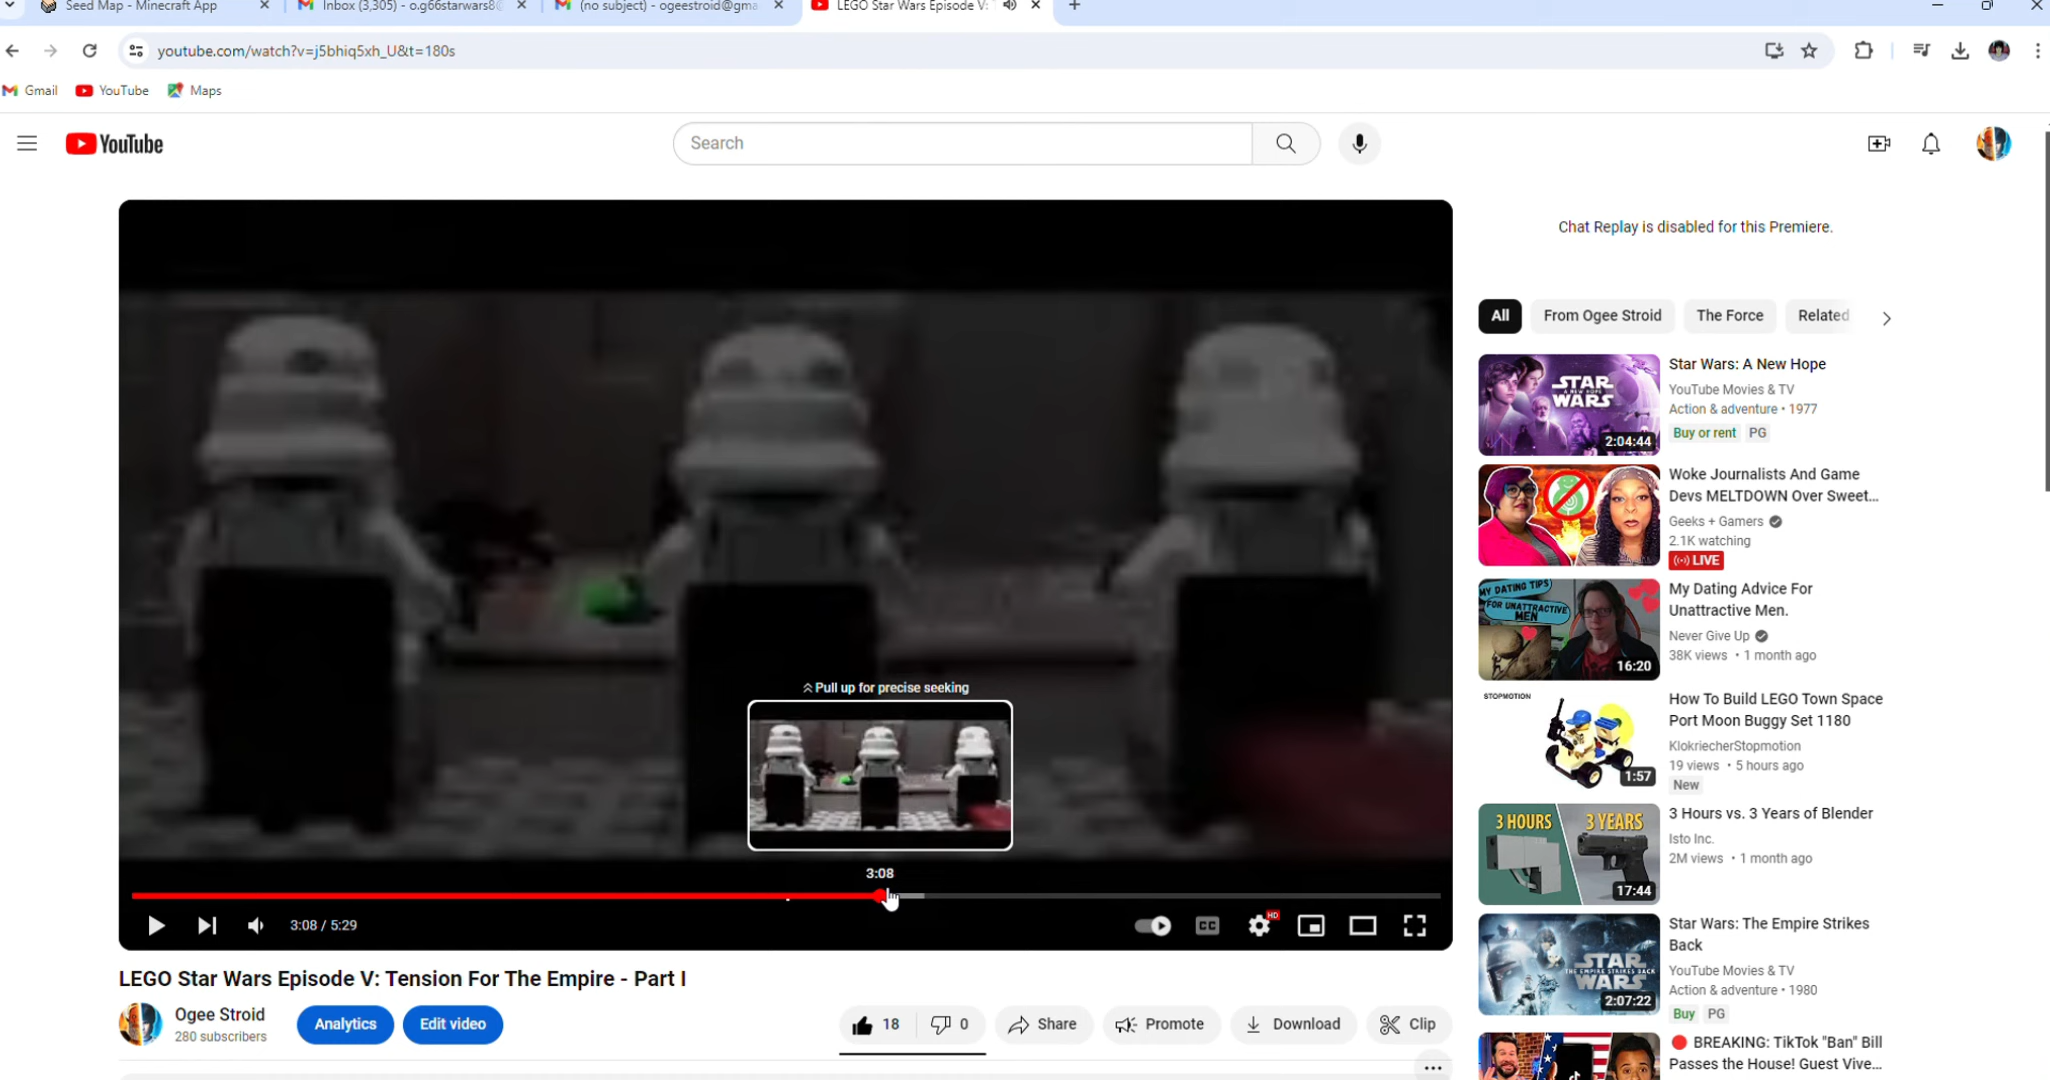 Seed Map - Minecraft App
Inbox (3,305) - o.g66starwars8@
(no subject) - ogeestroid@gma
LEGO Star Wars Episode V:
youtube.com/watch?v=j5bhiq5xh_U&t=180s
Gmail
YouTube
Maps
YouTube
Search
Chat Replay is disabled for this Premiere.
All
From Ogee Stroid
The Force
Related
STAR
WARS
2:04:44
Star Wars: A New Hope
YouTube Movies & TV
Action & adventure • 1977
Buy or rent
PG
Woke Journalists And Game
Devs MELTDOWN Over Sweet...
Geeks + Gamers
2.1K watching
LIVE
MY DATING TIPS
FOR UNATTRACTIVE
MEN
16:20
My Dating Advice For
Unattractive Men.
Never Give Up
38K views • 1 month ago
STOPMOTION
1:57
How To Build LEGO Town Space
Port Moon Buggy Set 1180
KlokriecherStopmotion
19 views • 5 hours ago
New
3 HOURS
3 YEARS
17:44
3 Hours vs. 3 Years of Blender
Isto Inc.
2M views • 1 month ago
STAR
THE EMPIRE STRIKES BACK
WARS
2:07:22
Star Wars: The Empire Strikes
Back
YouTube Movies & TV
Action & adventure • 1980
Buy
PG
BREAKING: TikTok "Ban" Bill
Passes the House! Guest Vive...
Pull up for precise seeking
3:08
3:08 / 5:29
CC
HD
LEGO Star Wars Episode V: Tension For The Empire - Part I
Ogee Stroid
280 subscribers
Analytics
Edit video
18
0
Share
Promote
Download
Clip